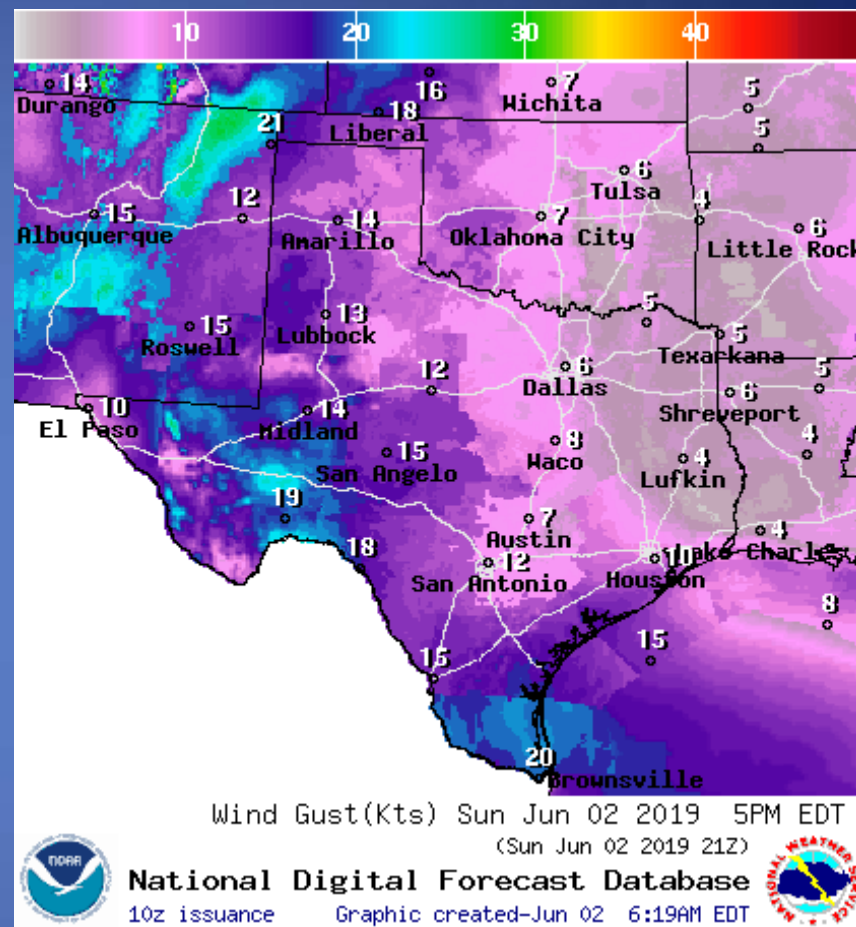 10 20 30 40
14 16 7 5
Durango 18 Wichita
Liberal 5
21
6
Tulsa
15 12 14 7 4 6
Albuquerque Amarillo Oklahoma City Little Rock
15 13 5 5
Roswell Lubbock Texarkana
12 6 6 5
Dallas Shreveport
10 14
El Paso Midland
15 8 4 4
San Angelo Waco Lufkin
19 7 4
Austin Lake Charles
18 12 10
San Antonio Houston
8
15
15
20
Brownsville
Wind Gust(Kts) Sun Jun 02 2019 5PM EDT
(Sun Jun 02 2019 21Z)
National Digital Forecast Database
10z issuance Graphic created-Jun 02 6:19AM EDT
NOAA
NATIONAL WEATHER SERVICE